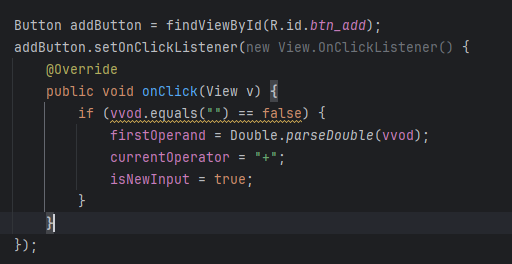 Button addButton = findViewById(R.id.btn_add);
addButton.setOnClickListener(new View.OnClickListener() {
    @Override
    public void onClick(View v) {
        if (vvod.equals("") == false) {
            firstOperand = Double.parseDouble(vvod);
            currentOperator = "+";
            isNewInput = true;
        }
    }
});